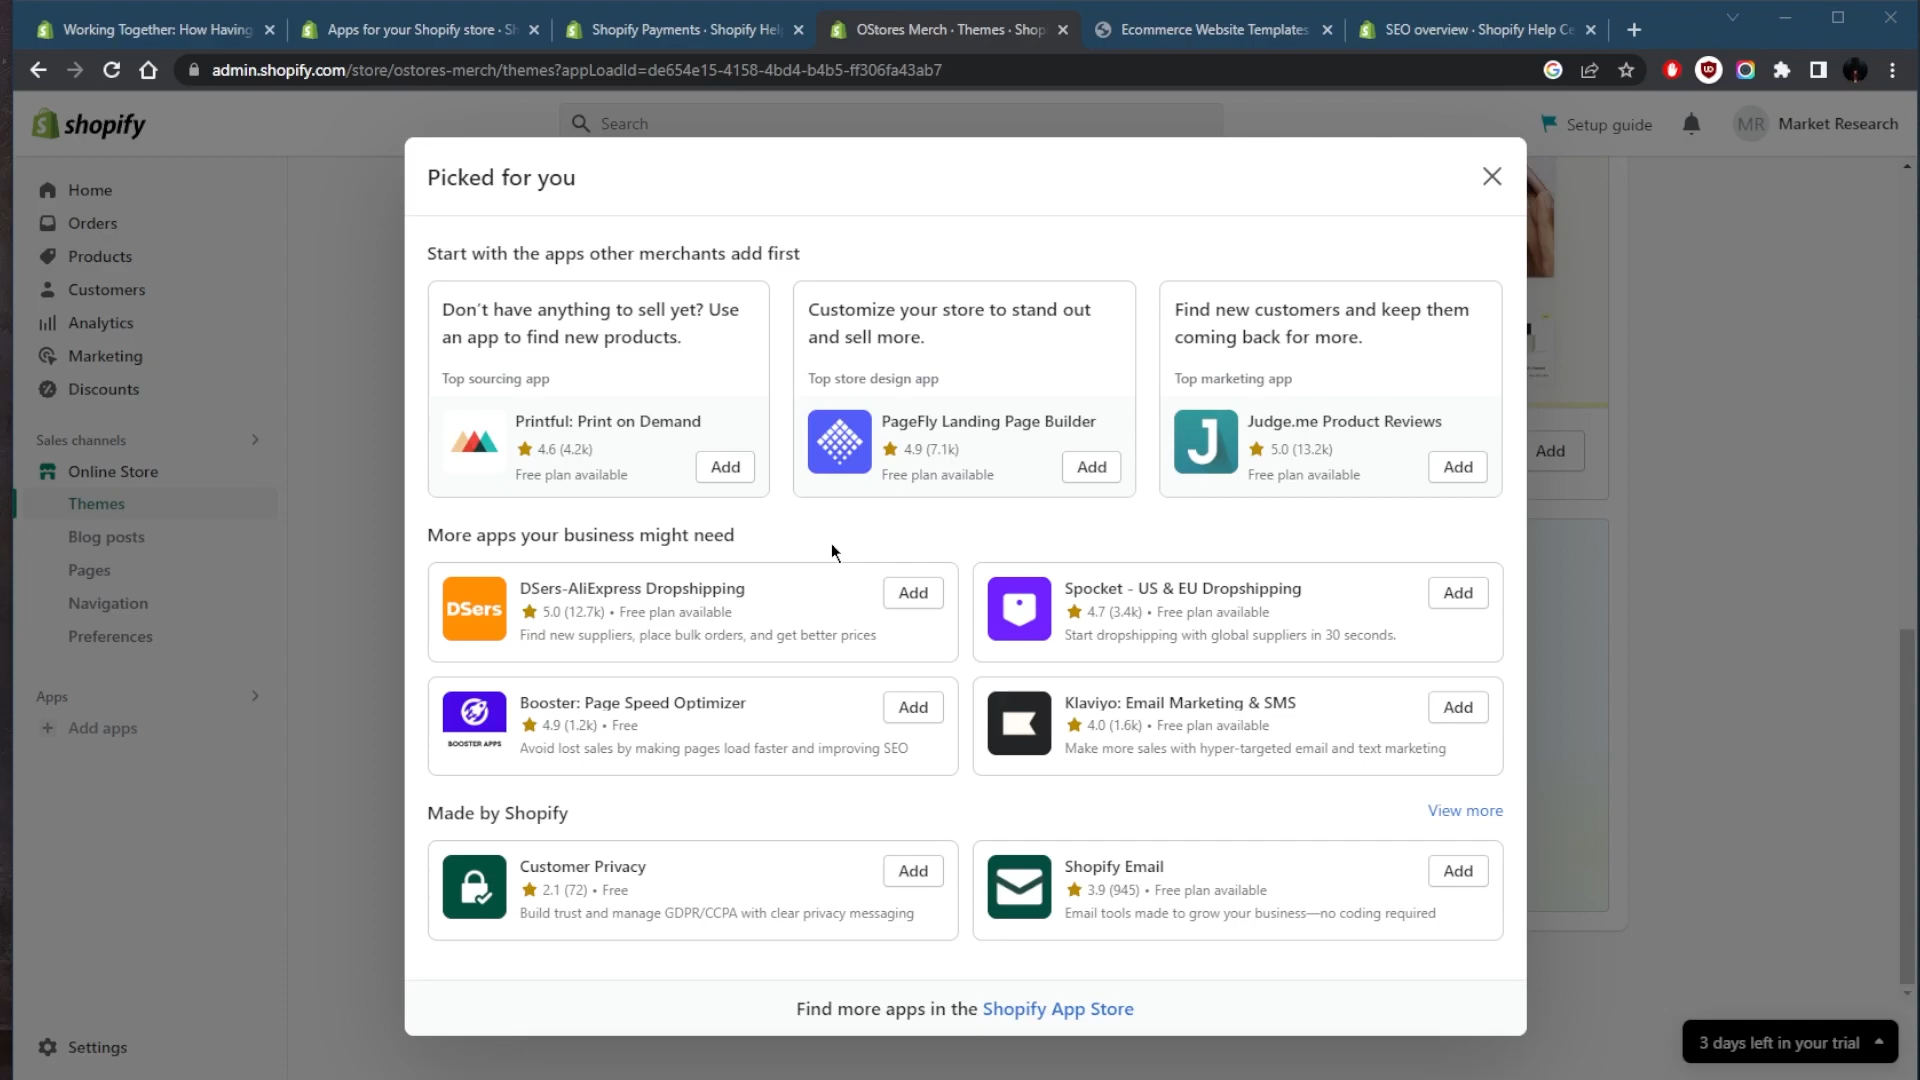 Working Together: How Having
Apps for your Shopify store · Sh
Shopify Payments · Shopify Hel
OStores Merch · Themes · Shop
Ecommerce Website Templates
SEO overview · Shopify Help Ce
admin.shopify.com/store/ostores-merch/themes?appLoadId=de654e15-4158-4bd4-b4b5-ff306fa43ab7
shopify
Search
Setup guide
MR
Market Research
Home
Orders
Products
Customers
Analytics
Marketing
Discounts
Sales channels
Online Store
Themes
Blog posts
Pages
Navigation
Preferences
Apps
Add apps
Settings
Picked for you
Start with the apps other merchants add first
Don't have anything to sell yet? Use
an app to find new products.
Top sourcing app
Printful: Print on Demand
4.6 (4.2k)
Free plan available
Add
Customize your store to stand out
and sell more.
Top store design app
PageFly Landing Page Builder
4.9 (7.1k)
Free plan available
Add
Find new customers and keep them
coming back for more.
Top marketing app
Judge.me Product Reviews
5.0 (13.2k)
Free plan available
Add
Add
More apps your business might need
DSers
DSers-AliExpress Dropshipping
5.0 (12.7k) • Free plan available
Find new suppliers, place bulk orders, and get better prices
Add
Spocket - US & EU Dropshipping
4.7 (3.4k) • Free plan available
Start dropshipping with global suppliers in 30 seconds.
Add
BOOSTER APPS
Booster: Page Speed Optimizer
4.9 (1.2k) • Free
Avoid lost sales by making pages load faster and improving SEO
Add
Klaviyo: Email Marketing & SMS
4.0 (1.6k) • Free plan available
Make more sales with hyper-targeted email and text marketing
Add
Made by Shopify
View more
Customer Privacy
2.1 (72) • Free
Build trust and manage GDPR/CCPA with clear privacy messaging
Add
Shopify Email
3.9 (945) • Free plan available
Email tools made to grow your business—no coding required
Add
Find more apps in the Shopify App Store
3 days left in your trial